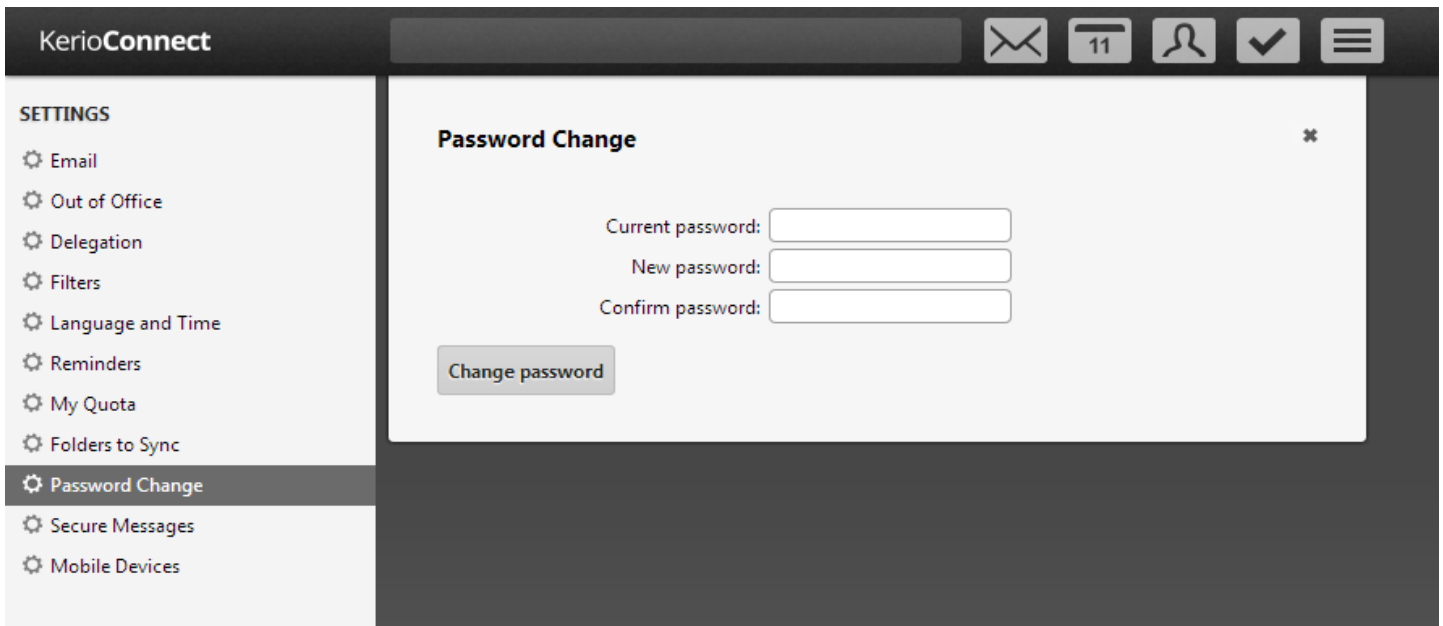 KerioConnect
11
SETTINGS
Email
Out of Office
Delegation
Filters
Language and Time
Reminders
My Quota
Folders to Sync
Password Change
Secure Messages
Mobile Devices
Password Change
Current password:
New password:
Confirm password:
Change password